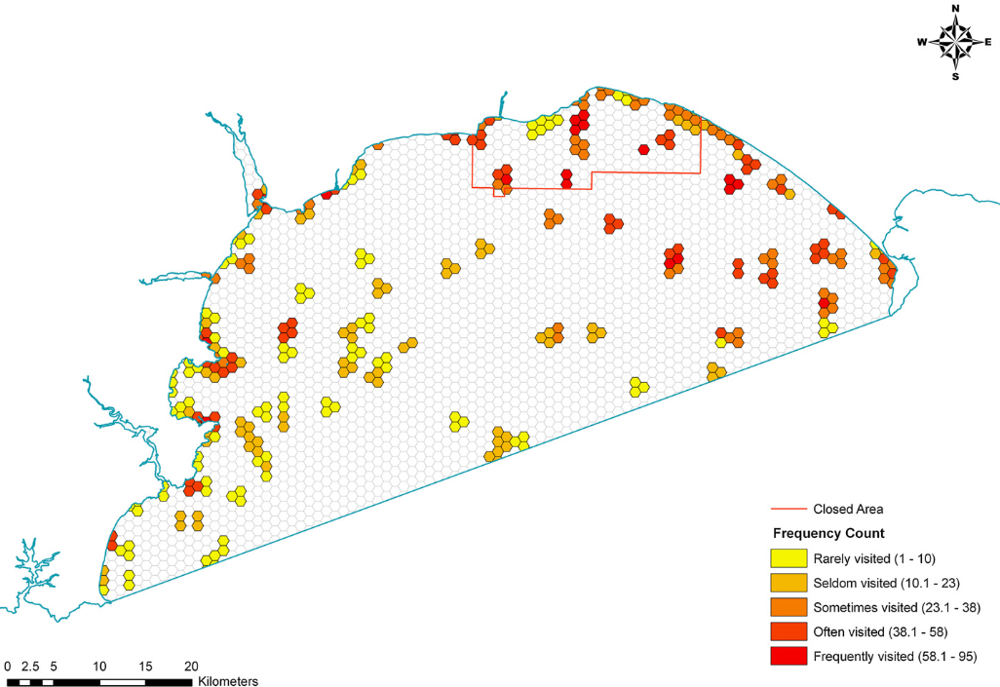 N
W E
S
Closed Area
Frequency Count
Rarely visited (1 - 10)
Seldom visited (10.1 - 23)
Sometimes visited (23.1 - 38)
Often visited (38.1 - 58)
Frequently visited (58.1 - 95)
0 2.5 5 10 15 20
Kilometers